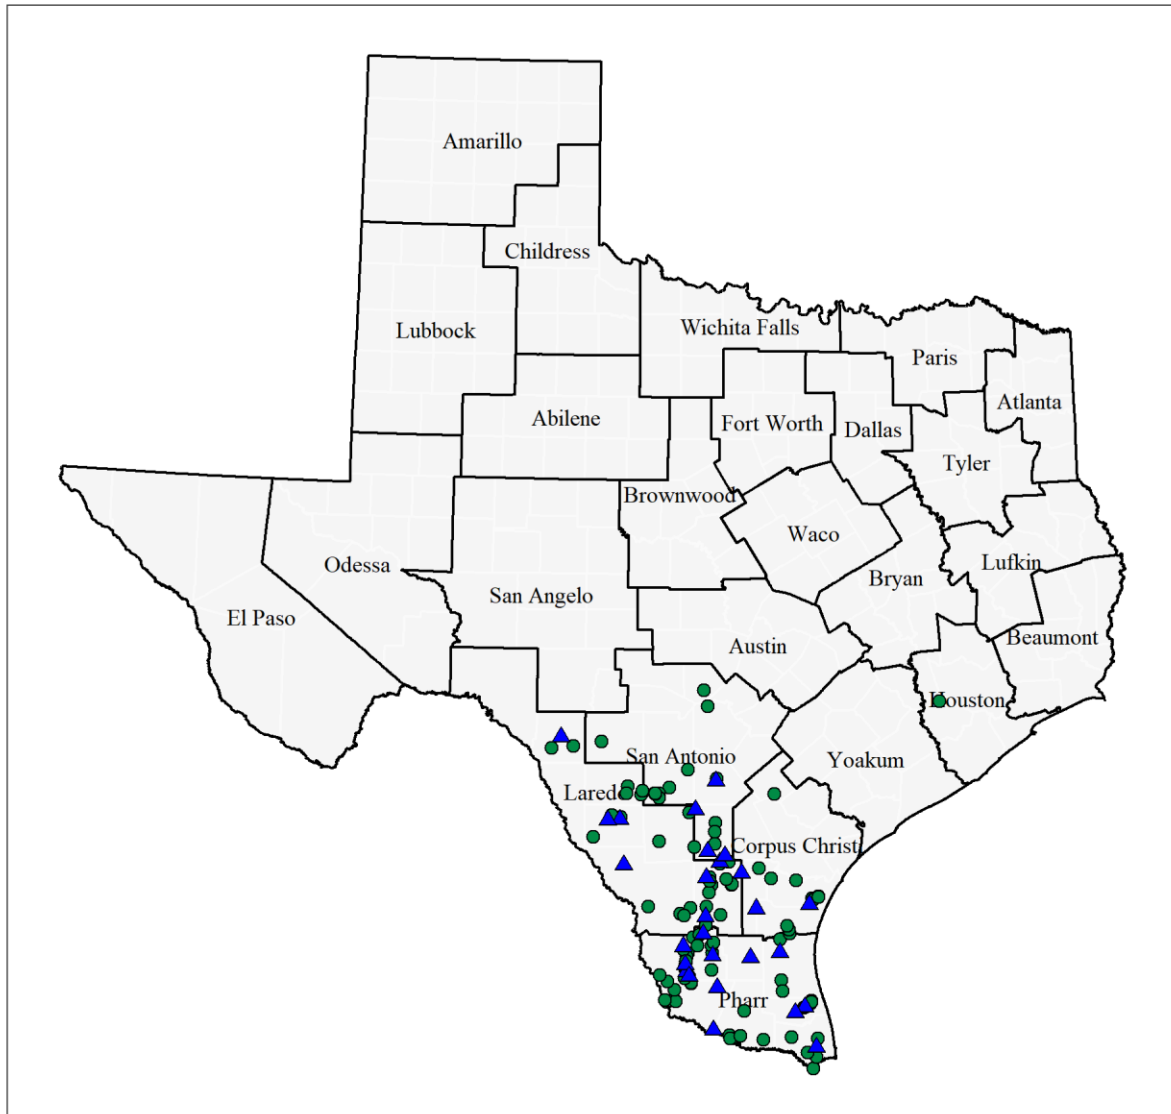 Amarillo
Childress
Lubbock
Wichita Falls
Paris
Atlanta
Abilene
Fort Worth
Dallas
Tyler
Brownwood
Waco
Odessa
Lufkin
Bryan
San Angelo
El Paso
Beaumont
Austin
Houston
San Antonio
Yoakum
Lared
Corpus Christ
Pharr